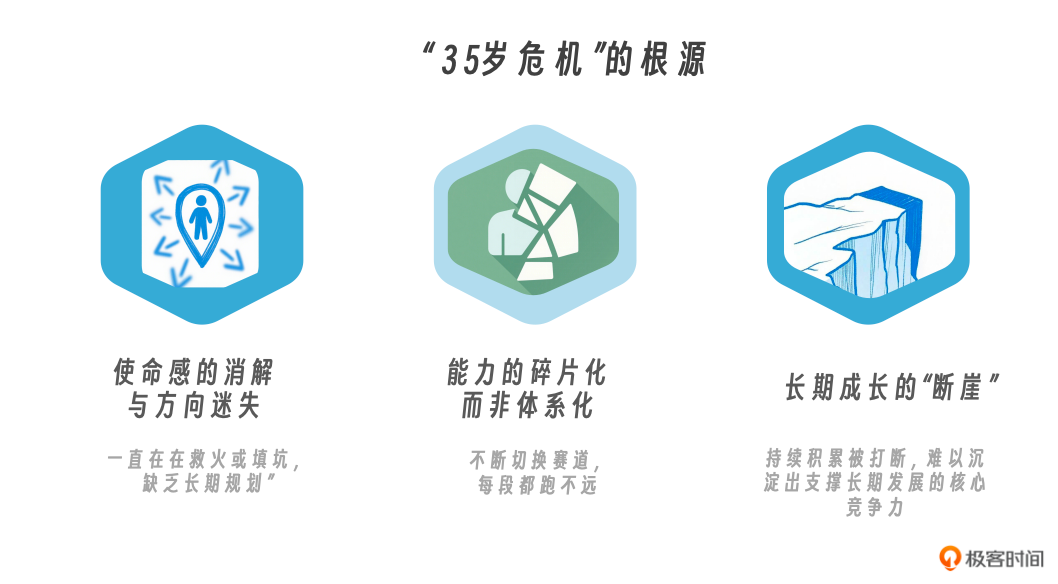 “35岁危机”的根源
使命感的消解
与方向迷失
一直在在救火或填坑，
缺乏长期规划”
能力的碎片化
而非体系化
不断切换赛道，
每段都跑不远
长期成长的“断崖”
持续积累被打断，难以沉
淀出支撑长期发展的核心
竞争力
极客时间